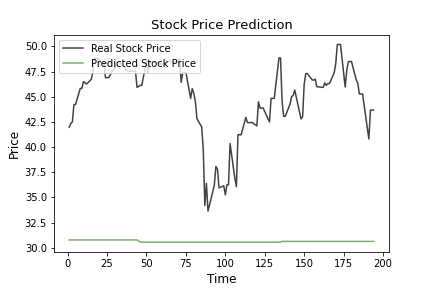 Stock Price Prediction
Real Stock Price
Predicted Stock Price
Price
50.0
47.5
45.0
42.5
40.0
37.5
35.0
32.5
30.0
0 25 50 75 100 125 150 175 200
Time